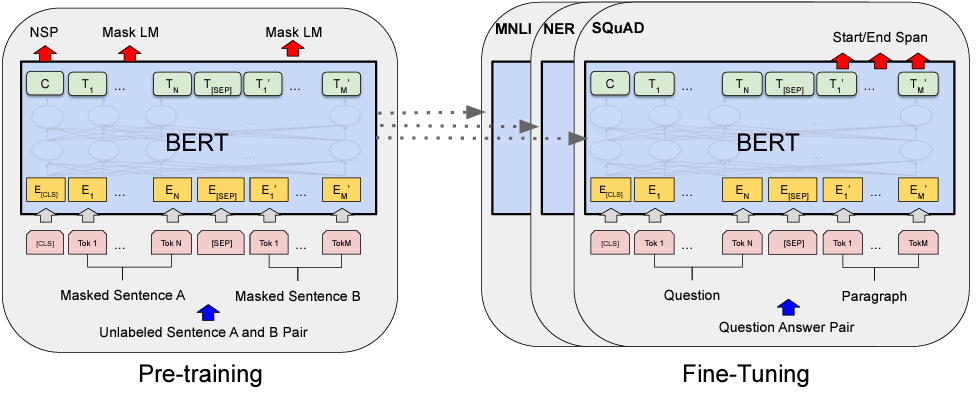 NSP Mask LM Mask LM
C T1 ... TN T[SEP] T1' ... TM'
...
BERT
...
E[CLS] E1 ... EN E[SEP] E1' ... EM'
[CLS] Tok 1 ... Tok N [SEP] Tok 1 ... TokM
Masked Sentence A Masked Sentence B
Unlabeled Sentence A and B Pair
Pre-training
MNLI NER SQuAD
Start/End Span
C T1 ... TN T[SEP] T1' ... TM'
...
BERT
...
E[CLS] E1 ... EN E[SEP] E1' ... EM'
[CLS] Tok 1 ... Tok N [SEP] Tok 1 ... TokM
Question Paragraph
Question Answer Pair
Fine-Tuning